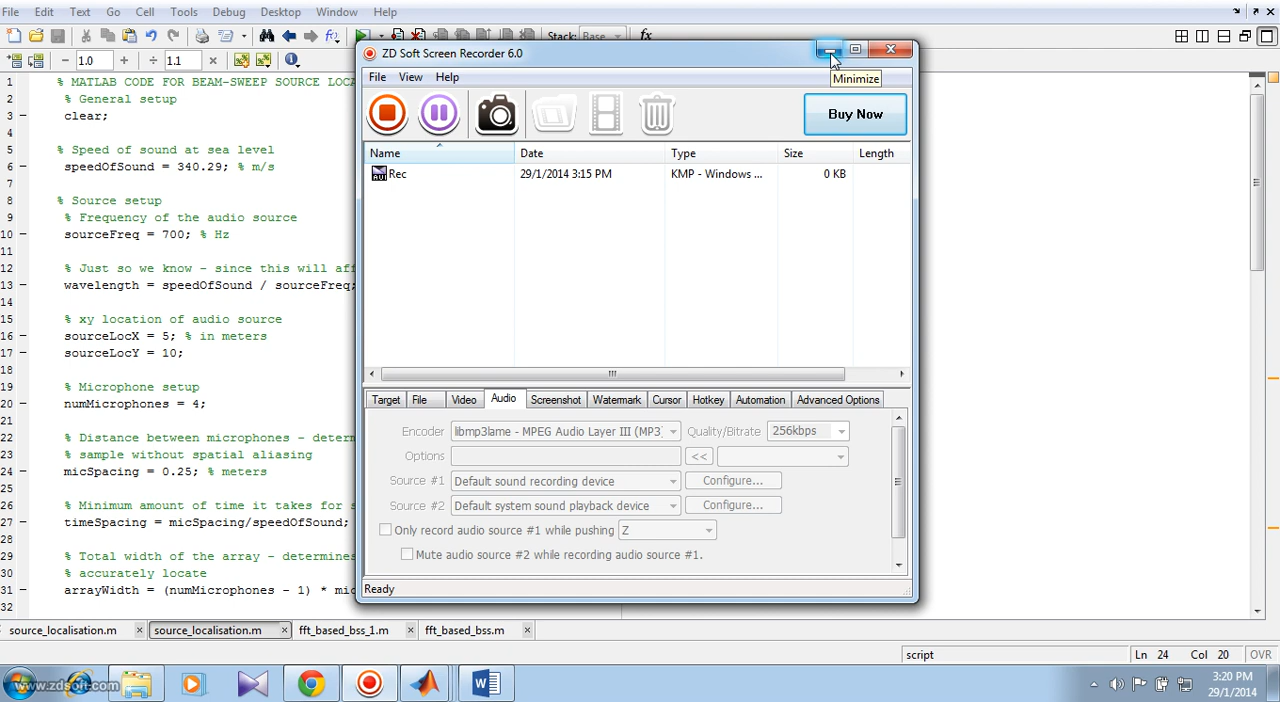 File Edit Text Go Cell Tools Debug Desktop Window Help
Stack: Base fx
1.0 1.1
ZD Soft Screen Recorder 6.0
Minimize
File View Help
Buy Now
Name Date Type Size Length
Rec 29/1/2014 3:15 PM KMP - Windows ... 0 KB
1 % MATLAB CODE FOR BEAM-SWEEP SOURCE LOCA
2 % General setup
3 clear;
4
5 % Speed of sound at sea level
6 speedOfSound = 340.29; % m/s
7
8 % Source setup
9 % Frequency of the audio source
10 sourceFreq = 700; % Hz
11
12 % Just so we know - since this will aff
13 wavelength = speedOfSound / sourceFreq;
14
15 % xy location of audio source
16 sourceLocX = 5; % in meters
17 sourceLocY = 10;
18
19 % Microphone setup
20 numMicrophones = 4;
21
22 % Distance between microphones - determ
23 % sample without spatial aliasing
24 micSpacing = 0.25; % meters
25
26 % Minimum amount of time it takes for s
27 timeSpacing = micSpacing/speedOfSound;
28
29 % Total width of the array - determines
30 % accurately locate
31 arrayWidth = (numMicrophones - 1) * mic
32
Target File Video Audio Screenshot Watermark Cursor Hotkey Automation Advanced Options
Encoder libmp3lame - MPEG Audio Layer III (MP3) Quality/Bitrate 256kbps
Options <<
Source #1 Default sound recording device Configure...
Source #2 Default system sound playback device Configure...
Only record audio source #1 while pushing Z
Mute audio source #2 while recording audio source #1.
Ready
source_localisation.m source_localisation.m fft_based_bss_1.m fft_based_bss.m
script Ln 24 Col 20 OVR
www.zdsoft.com
3:20 PM
29/1/2014